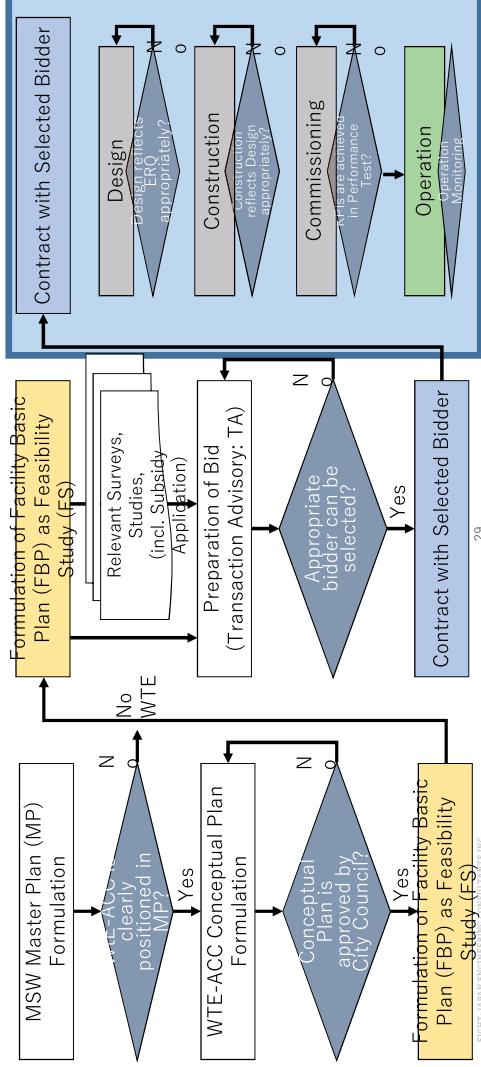 MSW Master Plan (MP)
Formulation
clearly
positioned in
MP?
No
No
WTE
Yes
WTE-ACC Conceptual Plan
Formulation
Conceptual
Plan is
approved by
City Council?
No
Yes
Formulation of Facility Basic
Plan (FBP) as Feasibility
Study (FS)
Formulation of Facility Basic
Plan (FBP) as Feasibility
Study (FS)
Relevant Surveys,
Studies,
(incl. Subsidy
Application)
Preparation of Bid
(Transaction Advisory: TA)
Appropriate
bidder can be
selected?
No
Yes
Contract with Selected Bidder
Contract with Selected Bidder
Design
Design reflects
ERQ
appropriately?
No
Construction
Construction
reflects Design
appropriately?
No
Commissioning
KPIs are achieved
in Performance
Test?
No
Operation
Operation
Monitoring
29